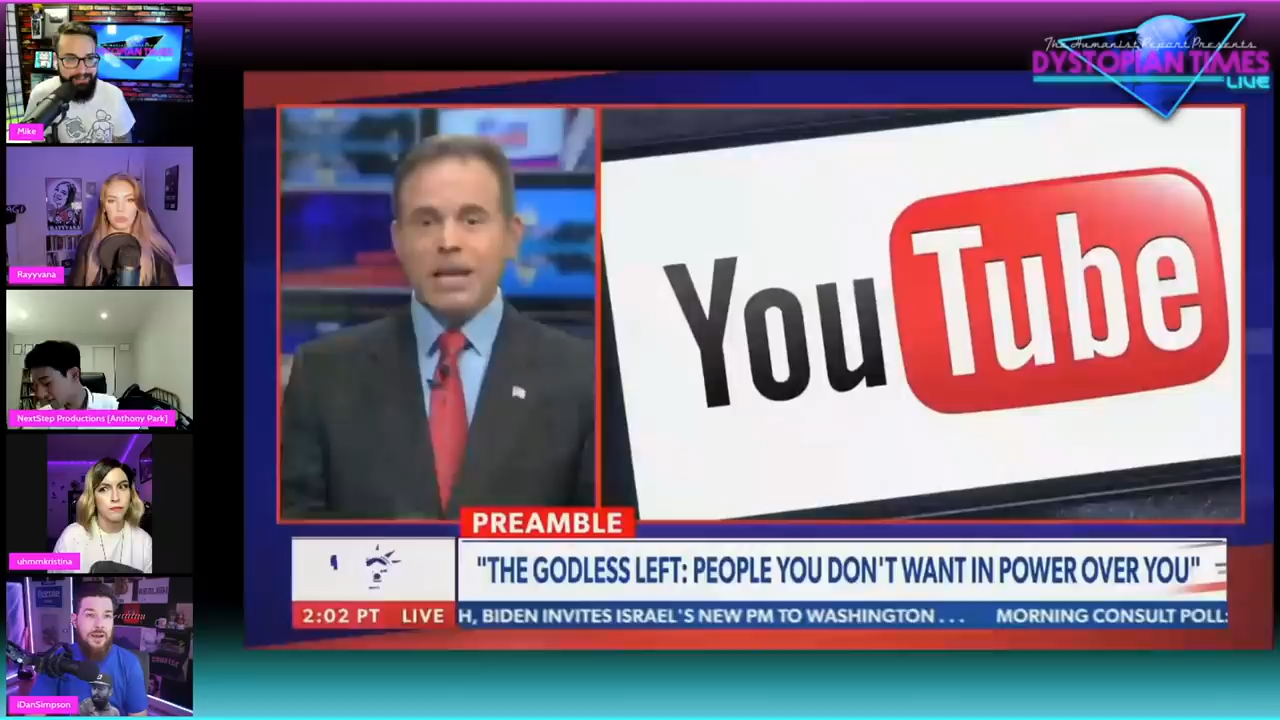 The Humanist Report Presents
DYSTOPIAN TIMES
LIVE
Mike
Rayyvana
NextStep Productions [Anthony Park]
uhmmkristina
iDanSimpson
YouTube
PREAMBLE
"THE GODLESS LEFT: PEOPLE YOU DON'T WANT IN POWER OVER YOU"
2:02 PT LIVE
H, BIDEN INVITES ISRAEL'S NEW PM TO WASHINGTON . . . MORNING CONSULT POLL: